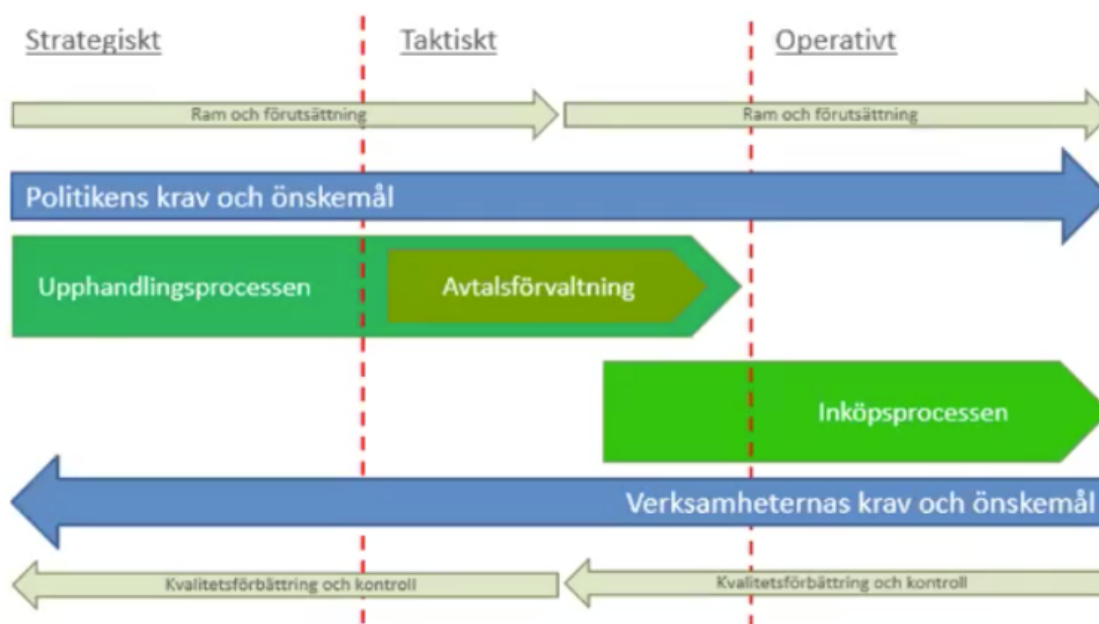 Strategiskt
Taktiskt
Operativt
Ram och förutsättning
Ram och förutsättning
Politikens krav och önskemål
Upphandlingsprocessen
Avtalsförvaltning
Inköpsprocessen
Verksamheternas krav och önskemål
Kvalitetsförbättring och kontroll
Kvalitetsförbättring och kontroll